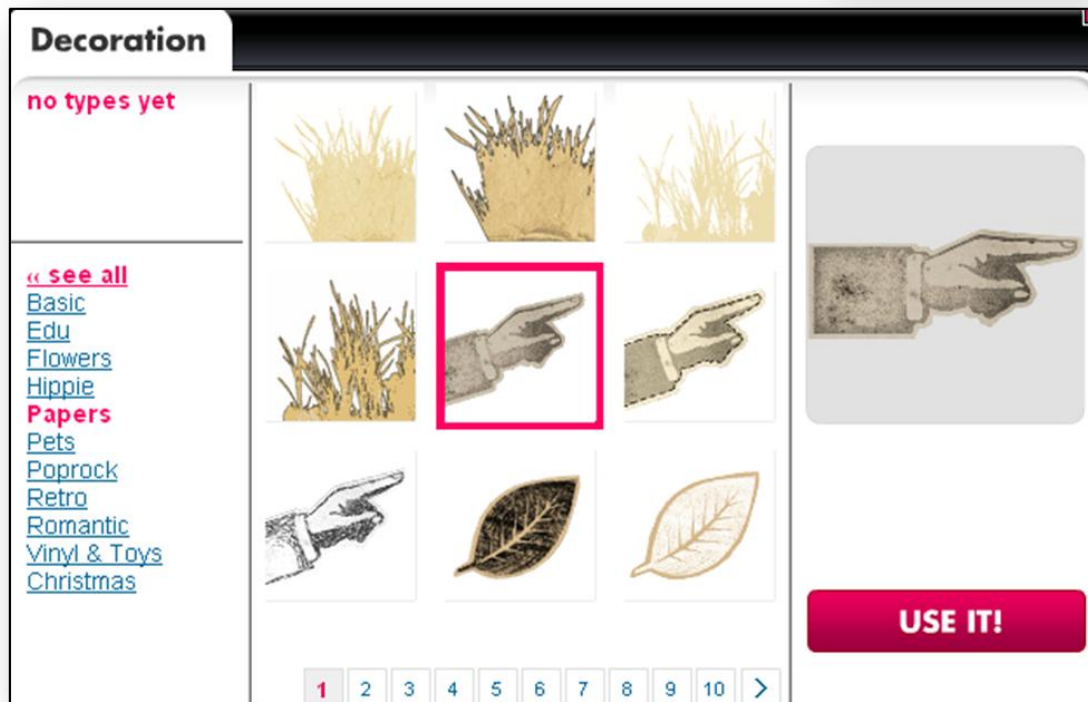 Decoration
no types yet
‹‹ see all
Basic
Edu
Flowers
Hippie
Papers
Pets
Poprock
Retro
Romantic
Vinyl & Toys
Christmas
USE IT!
1 2 3 4 5 6 7 8 9 10 >